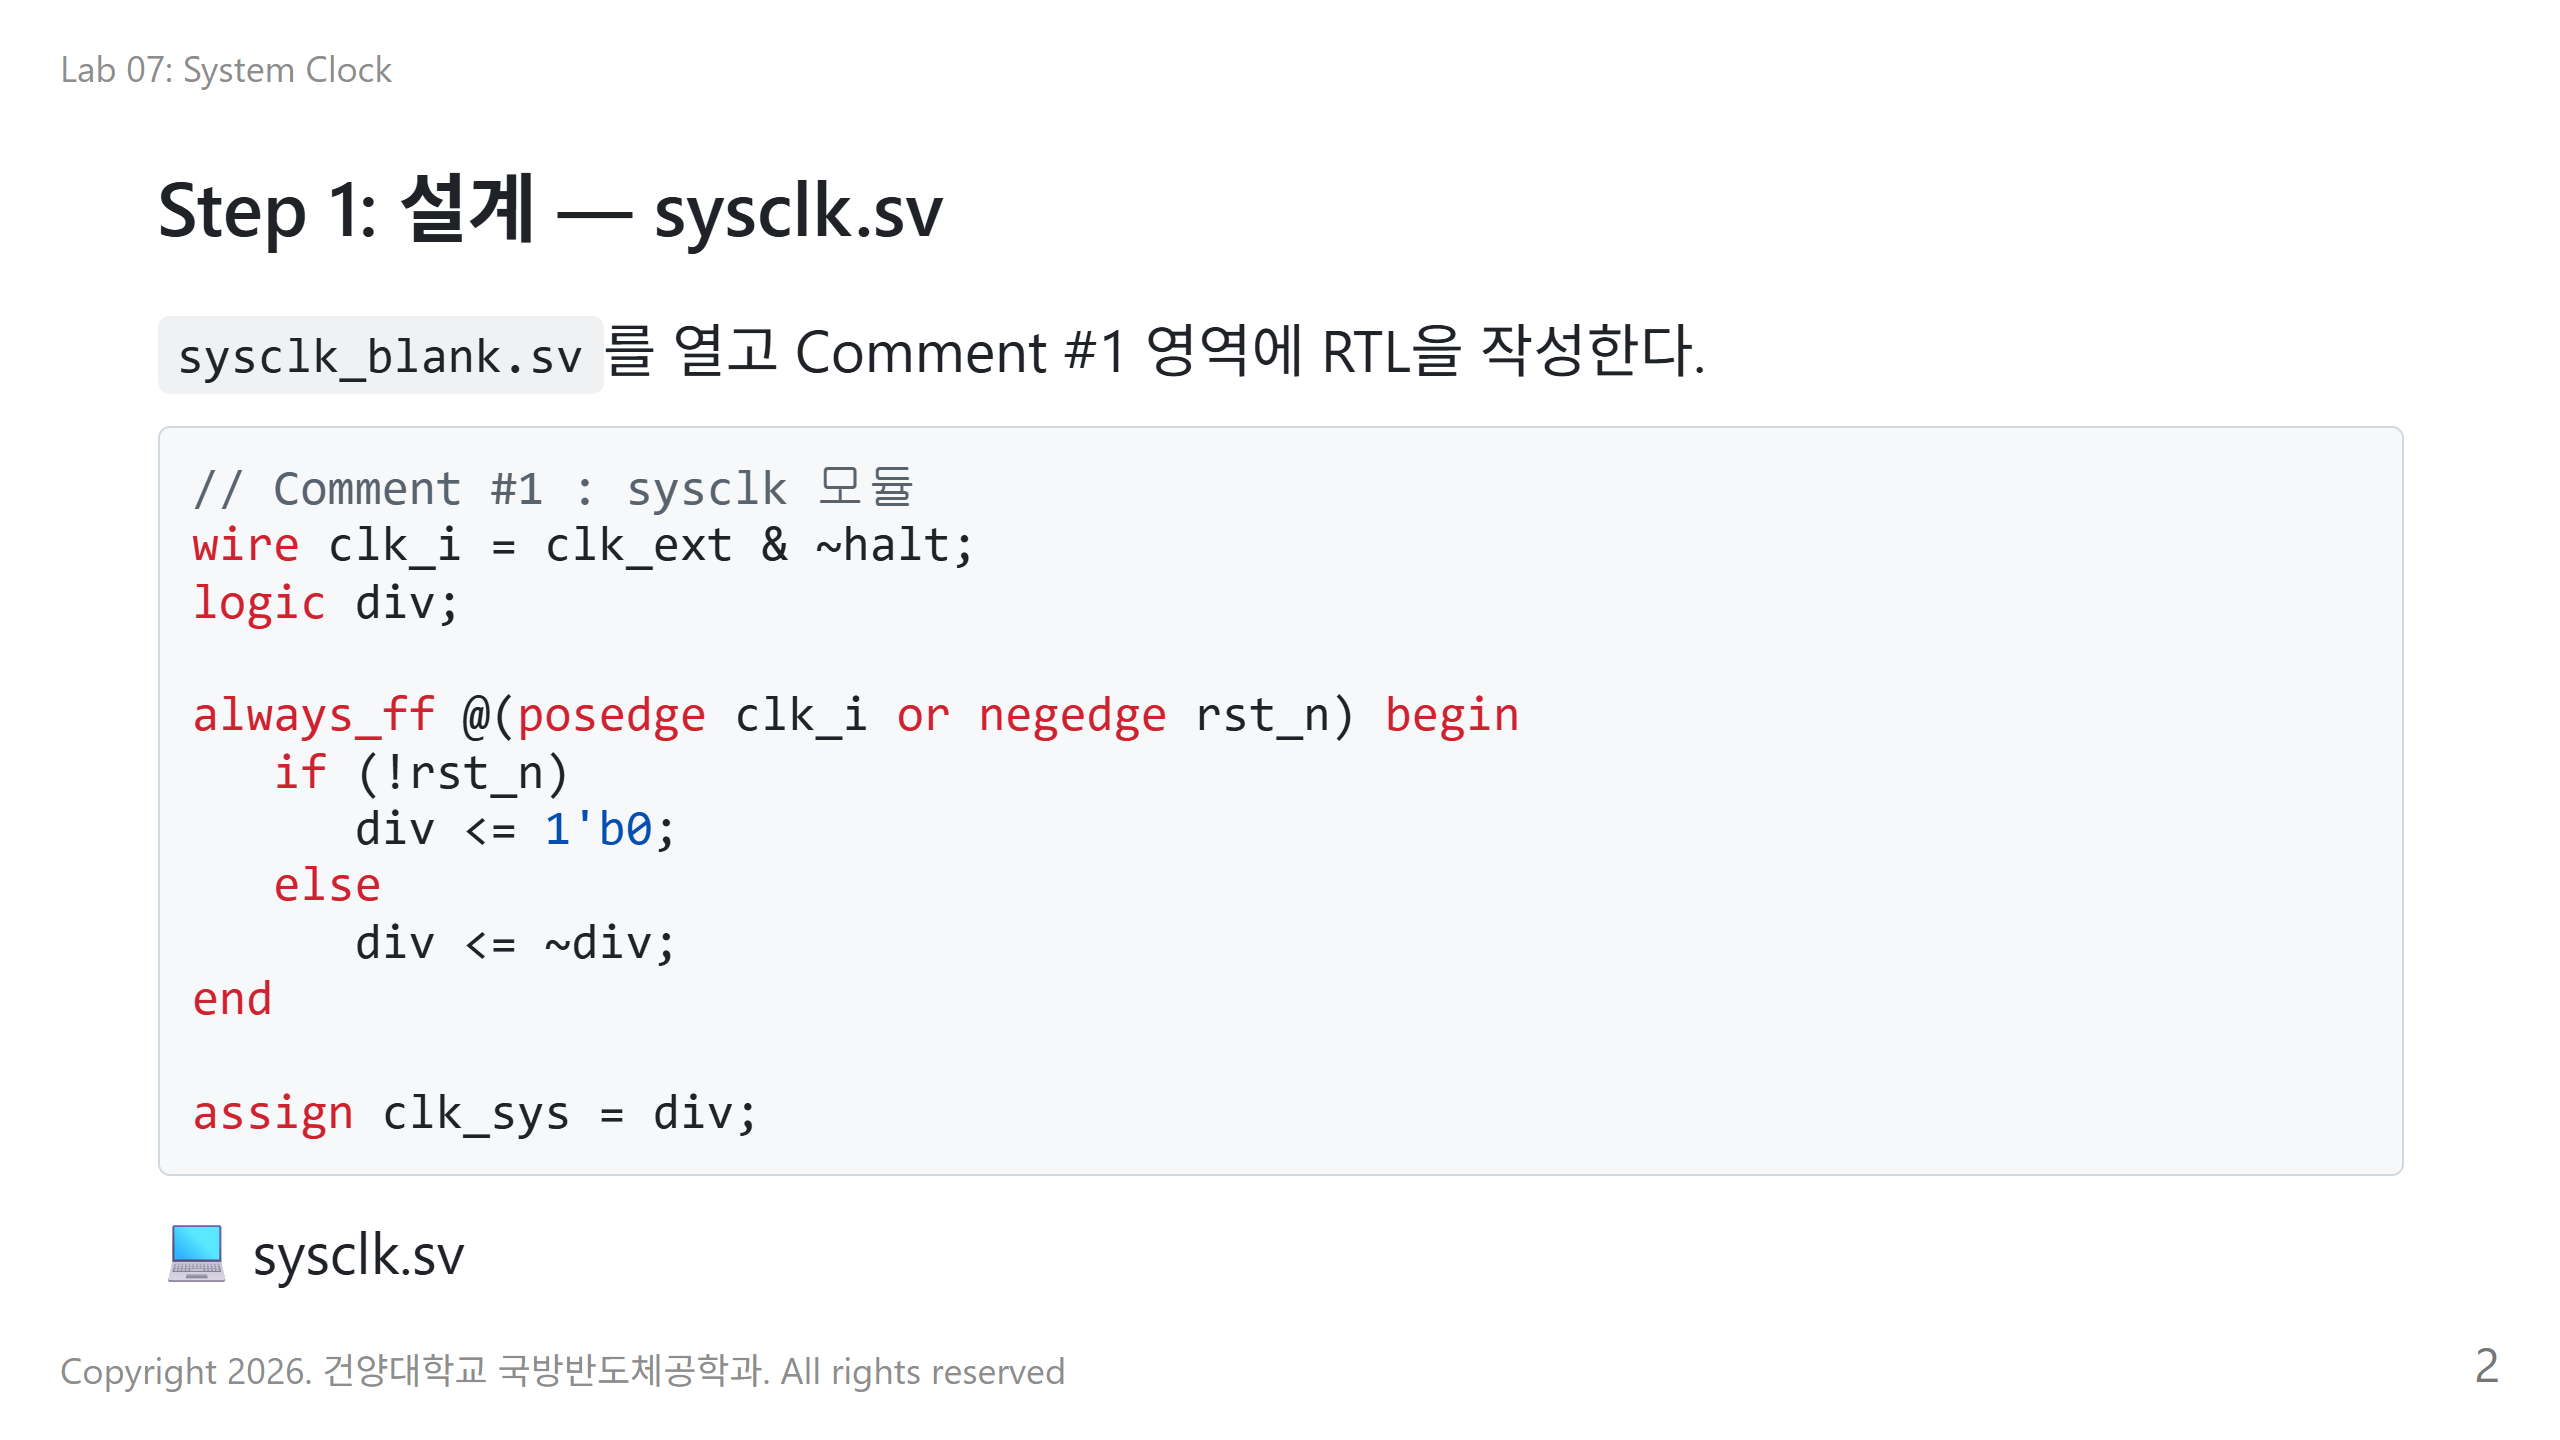 Lab 07: System Clock
Step 1: 설계 — sysclk.sv
sysclk_blank.sv 를 열고 Comment #1 영역에 RTL을 작성한다.
// Comment #1 : sysclk 모듈
wire clk_i = clk_ext & ~halt;
logic div;
always_ff @(posedge clk_i or negedge rst_n) begin
   if (!rst_n)
      div <= 1'b0;
   else
      div <= ~div;
end
assign clk_sys = div;
💻 sysclk.sv
Copyright 2026. 건양대학교 국방반도체공학과. All rights reserved
2